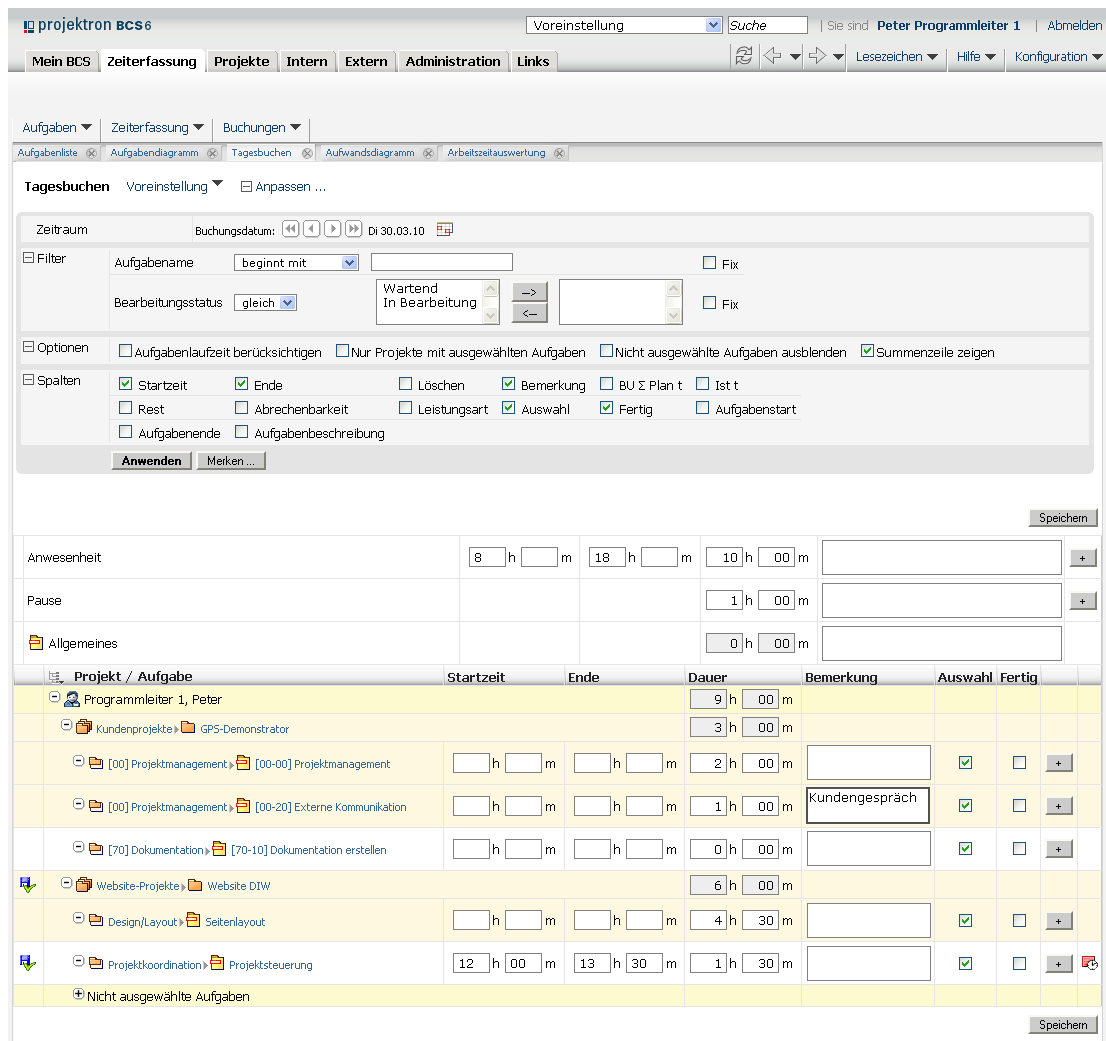 projektron BCS6 Voreinstellung Suche | Sie sind Peter Programmleiter 1 | Abmelden
Mein BCS Zeiterfassung Projekte Intern Extern Administration Links Lesezeichen Hilfe Konfiguration
Aufgaben Zeiterfassung Buchungen
Aufgabenliste Aufgabendiagramm Tagesbuchen Aufwandsdiagramm Arbeitszeitauswertung
Tagesbuchen Voreinstellung Anpassen ...
Zeitraum Buchungsdatum: Di 30.03.10
Filter Aufgabenname beginnt mit Fix
Bearbeitungsstatus gleich Wartend --> Fix
In Bearbeitung <--
Optionen Aufgabenlaufzeit berücksichtigen Nur Projekte mit ausgewählten Aufgaben Nicht ausgewählte Aufgaben ausblenden Summenzeile zeigen
Spalten Startzeit Ende Löschen Bemerkung BU Σ Plan t Ist t
Rest Abrechenbarkeit Leistungsart Auswahl Fertig Aufgabenstart
Aufgabenende Aufgabenbeschreibung
Anwenden Merken ...
Speichern
Anwesenheit 8 h m 18 h m 10 h 00 m +
Pause 1 h 00 m +
Allgemeines 0 h 00 m
Projekt / Aufgabe Startzeit Ende Dauer Bemerkung Auswahl Fertig
Programmleiter 1, Peter 9 h 00 m
Kundenprojekte GPS-Demonstrator 3 h 00 m
[00] Projektmanagement [00-00] Projektmanagement h m h m 2 h 00 m +
[00] Projektmanagement [00-20] Externe Kommunikation h m h m 1 h 00 m Kundengespräch +
[70] Dokumentation [70-10] Dokumentation erstellen h m h m 0 h 00 m +
Website-Projekte Website DIW 6 h 00 m
Design/Layout Seitenlayout h m h m 4 h 30 m +
Projektkoordination Projektsteuerung 12 h 00 m 13 h 30 m 1 h 30 m +
Nicht ausgewählte Aufgaben
Speichern